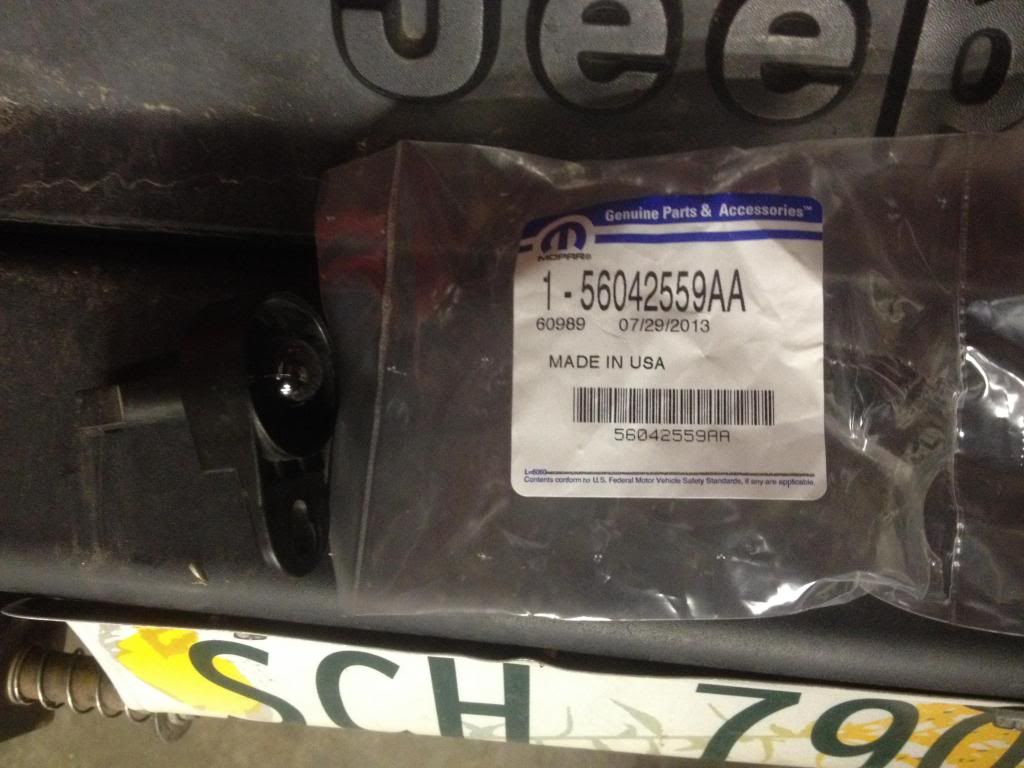 Jeep
Genuine Parts & Accessories™
MOPAR®
1 - 56042559AA
60989 07/29/2013
MADE IN USA
56042559AA
Contents conform to U.S. Federal Motor Vehicle Safety Standards, if any are applicable.
SCH 790